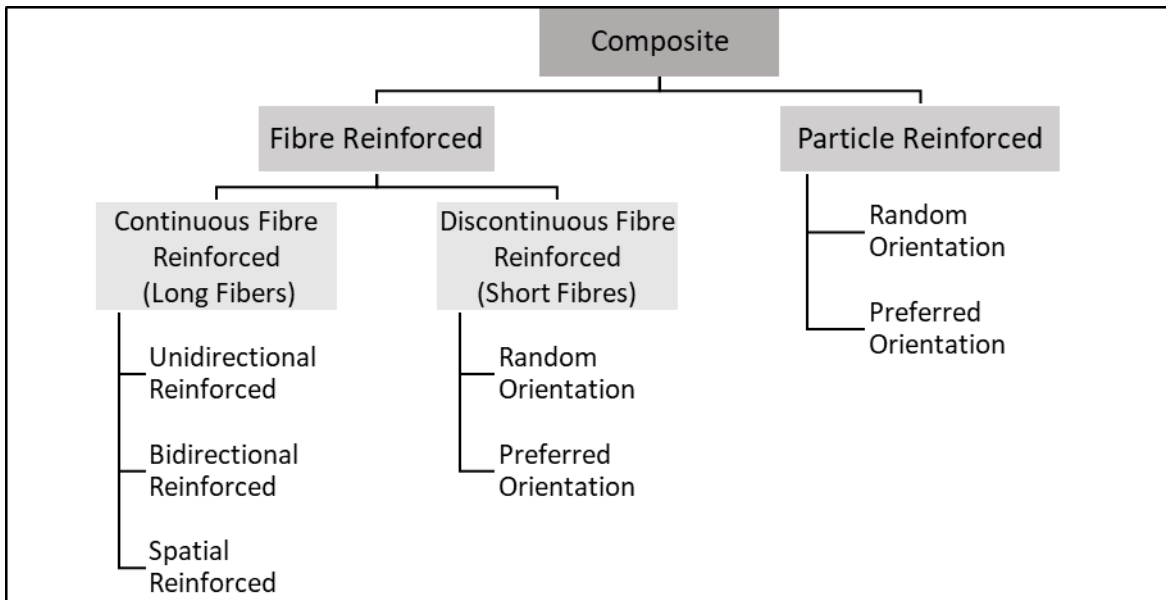 Composite
Fibre Reinforced
Particle Reinforced
Continuous Fibre
Reinforced
(Long Fibers)
Discontinuous Fibre
Reinforced
(Short Fibres)
Random
Orientation
Preferred
Orientation
Unidirectional
Reinforced
Bidirectional
Reinforced
Spatial
Reinforced
Random
Orientation
Preferred
Orientation